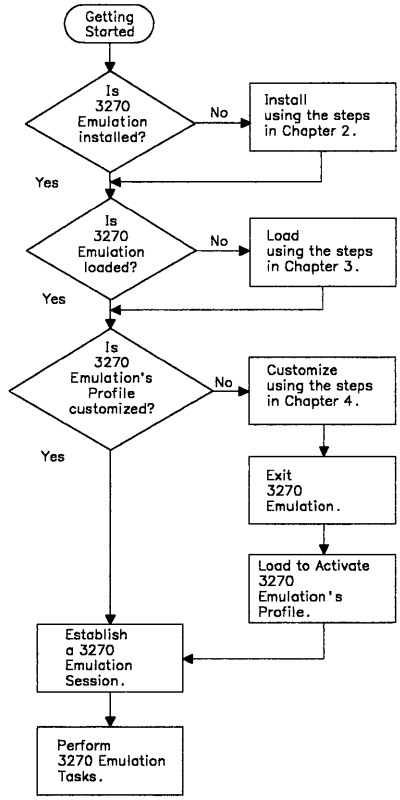 Getting
Started
Is
3270
Emulation
installed?
No
Install
using the steps
in Chapter 2.
Yes
Is
3270
Emulation
loaded?
No
Load
using the steps
in Chapter 3.
Yes
Is
3270
Emulation's
Profile
customized?
No
Customize
using the steps
in Chapter 4.
Yes
Exit
3270
Emulation.
Load to Activate
3270
Emulation's
Profile.
Establish
a 3270
Emulation
Session.
Perform
3270 Emulation
Tasks.